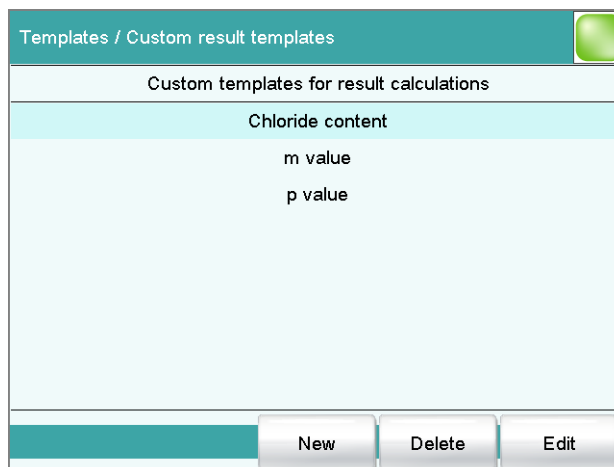 Templates / Custom result templates
Custom templates for result calculations
Chloride content
m value
p value
New Delete Edit